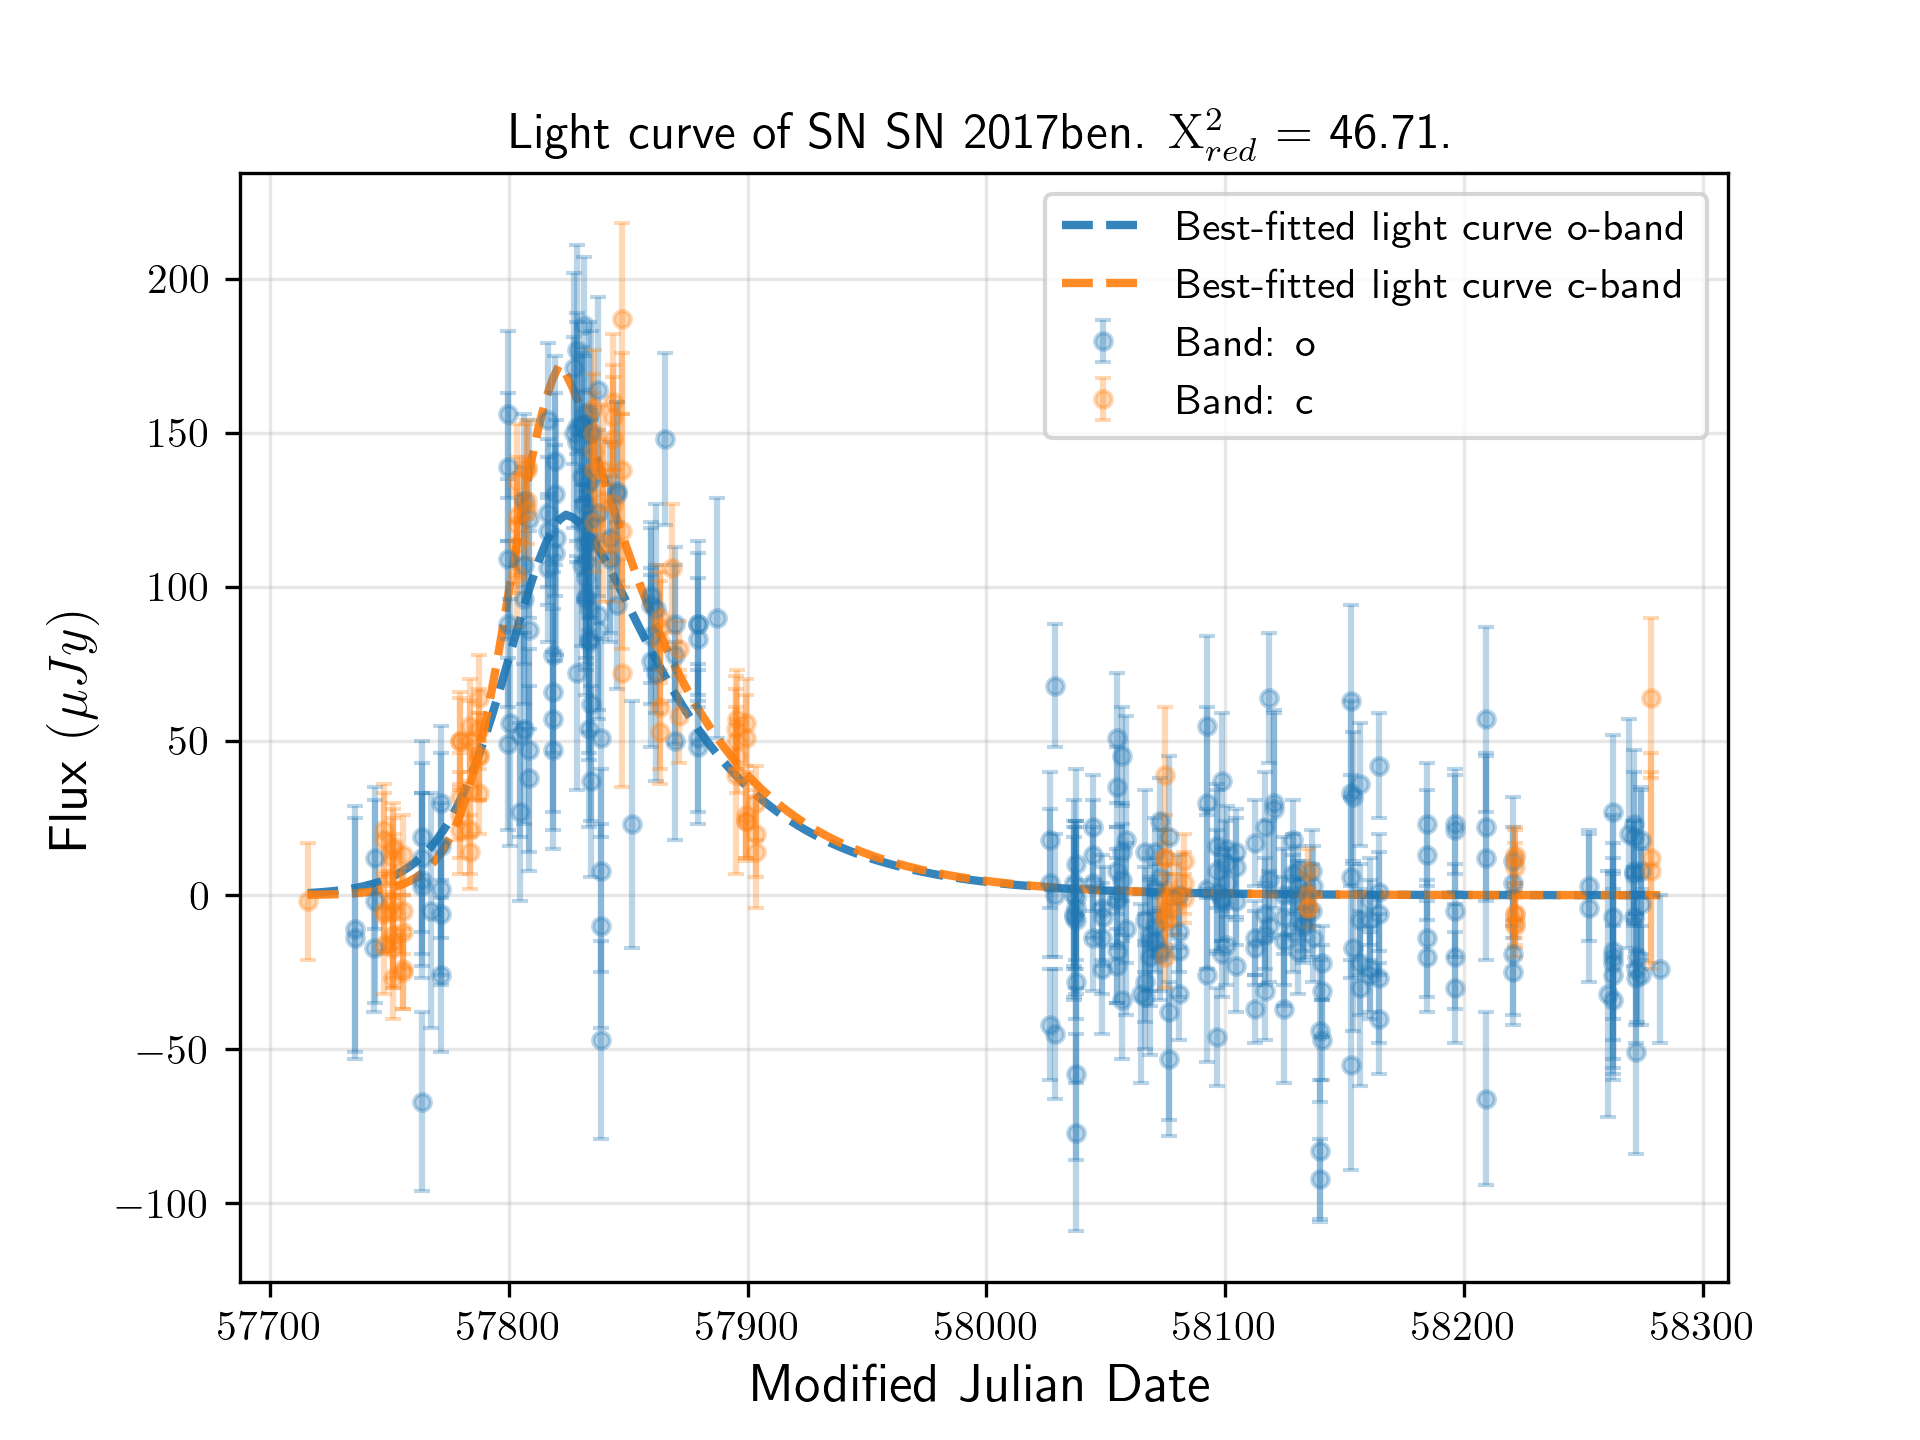 Light curve of SN SN 2017ben. X²_red = 46.71.
Best-fitted light curve o-band
Best-fitted light curve c-band
Band: o
Band: c
Flux (μJy)
200
150
100
50
0
−50
−100
57700 57800 57900 58000 58100 58200 58300
Modified Julian Date